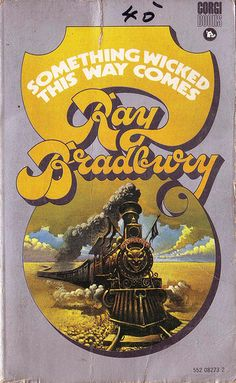 40
CORGI
BOOKS
SOMETHING WICKED
THIS WAY COMES
Ray
Bradbury
552 08273 2